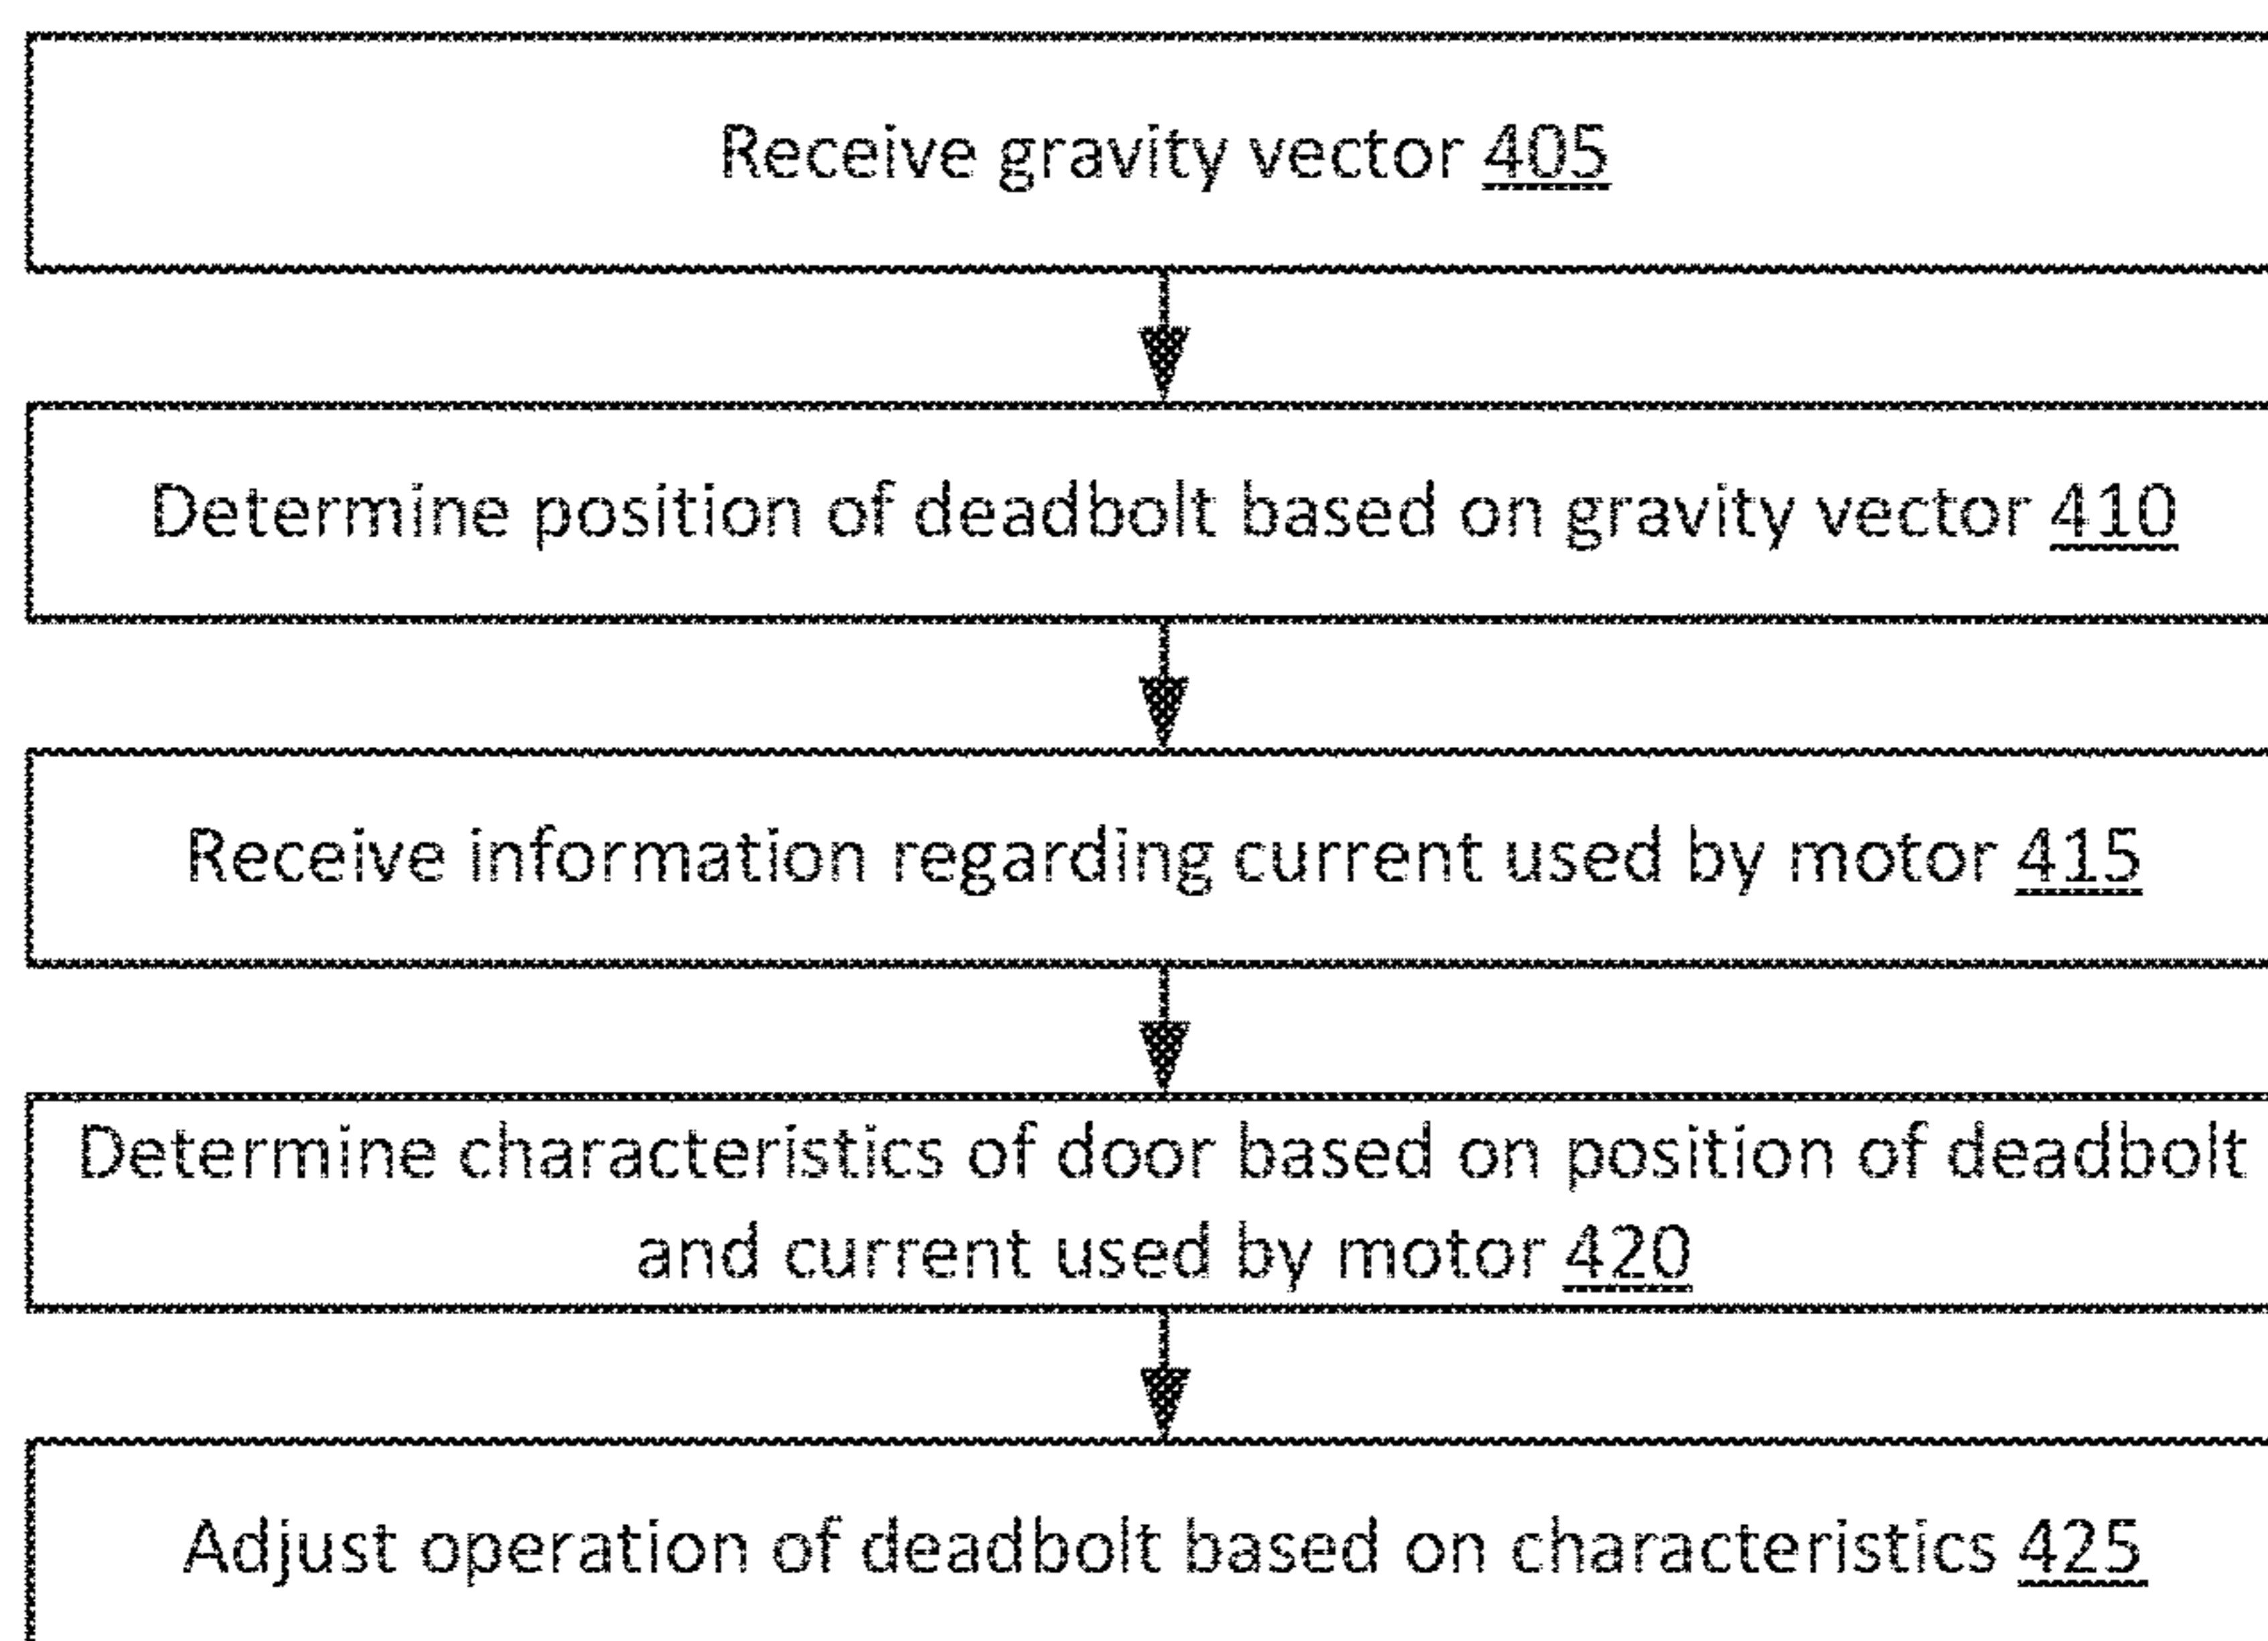 Receive gravity vector 405
Determine position of deadbolt based on gravity vector 410
Receive information regarding current used by motor 415
Determine characteristics of door based on position of deadbolt
and current used by motor 420
Adjust operation of deadbolt based on characteristics 425